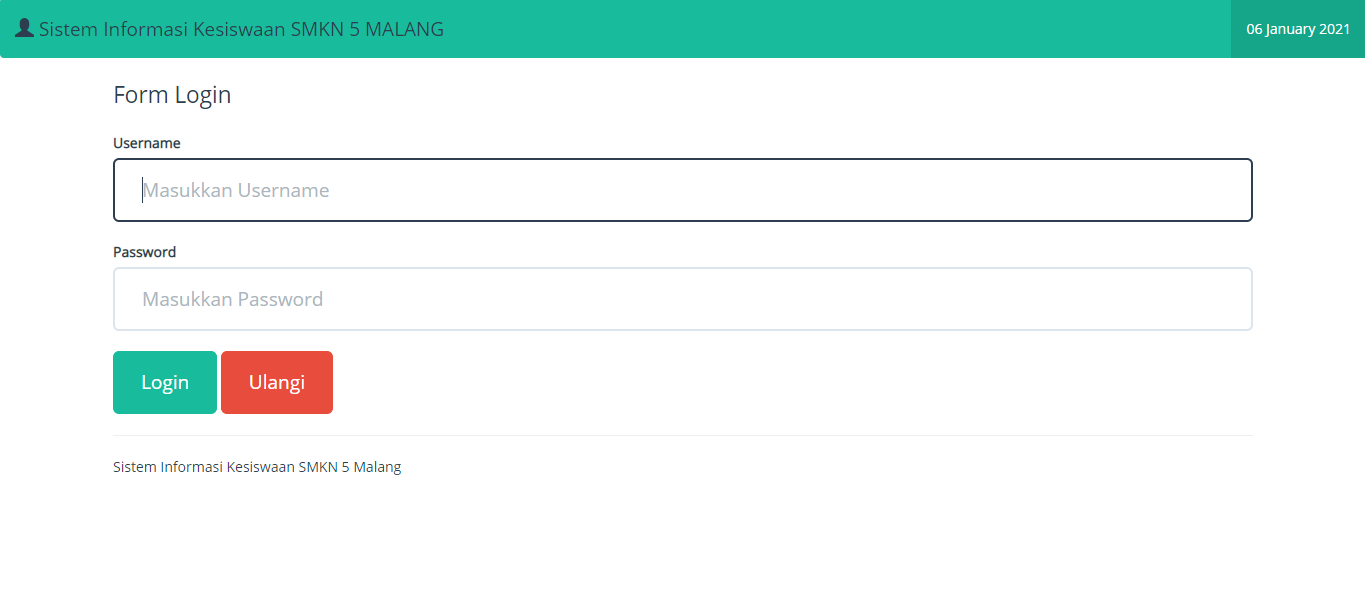 Sistem Informasi Kesiswaan SMKN 5 MALANG
06 January 2021
Form Login
Username
Masukkan Username
Password
Masukkan Password
Login Ulangi
Sistem Informasi Kesiswaan SMKN 5 Malang